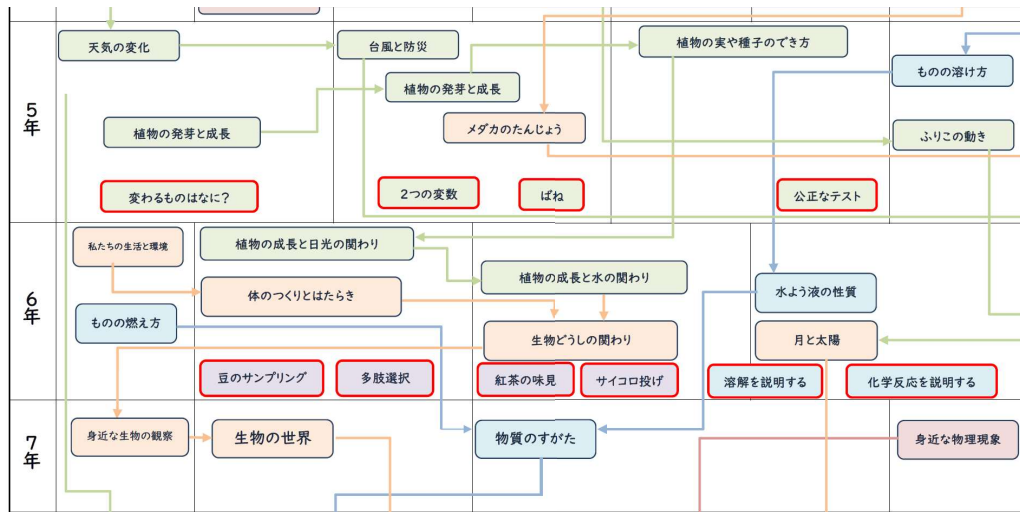 5年
天気の変化
台風と防災
植物の実や種子のでき方
ものの溶け方
植物の発芽と成長
植物の発芽と成長
メダカのたんじょう
ふりこの動き
変わるものはなに?
2つの変数
ばね
公正なテスト
6年
私たちの生活と環境
植物の成長と日光の関わり
植物の成長と水の関わり
体のつくりとはたらき
水よう液の性質
ものの燃え方
生物どうしの関わり
月と太陽
豆のサンプリング
多肢選択
紅茶の味見
サイコロ投げ
溶解を説明する
化学反応を説明する
7年
身近な生物の観察
生物の世界
物質のすがた
身近な物理現象